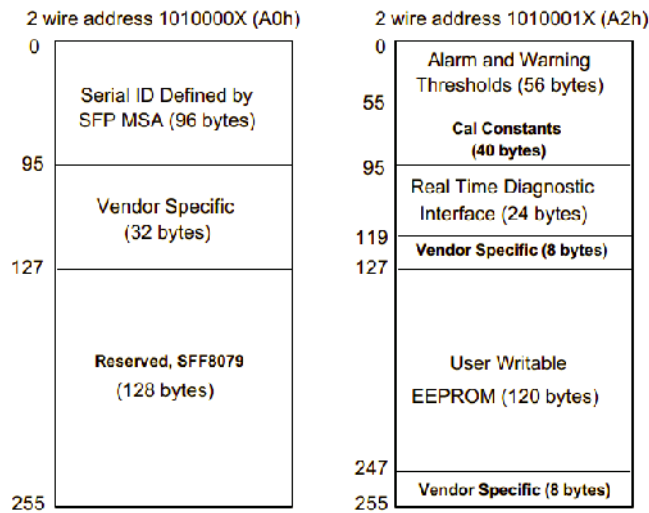 2 wire address 1010000X (A0h)
0
Serial ID Defined by
SFP MSA (96 bytes)
95
Vendor Specific
(32 bytes)
127
Reserved, SFF8079
(128 bytes)
255
2 wire address 1010001X (A2h)
0
Alarm and Warning
Thresholds (56 bytes)
55
Cal Constants
(40 bytes)
95
Real Time Diagnostic
Interface (24 bytes)
119
Vendor Specific (8 bytes)
127
User Writable
EEPROM (120 bytes)
247
Vendor Specific (8 bytes)
255